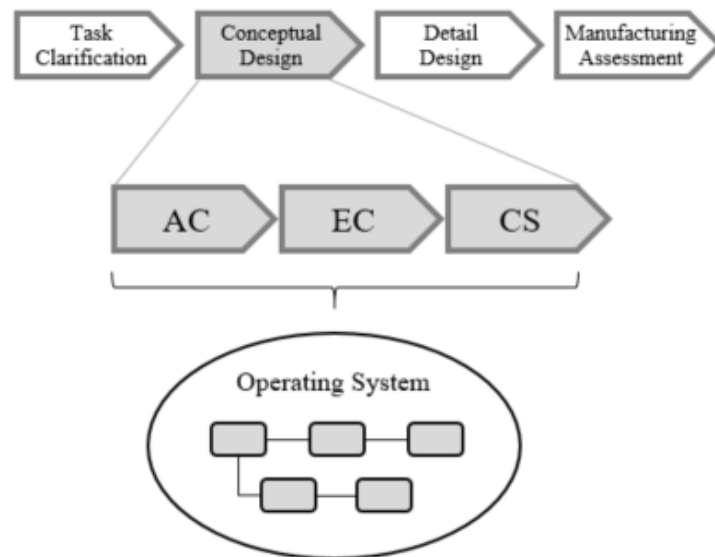 Task
Clarification
Conceptual
Design
Detail
Design
Manufacturing
Assessment
AC
EC
CS
Operating System